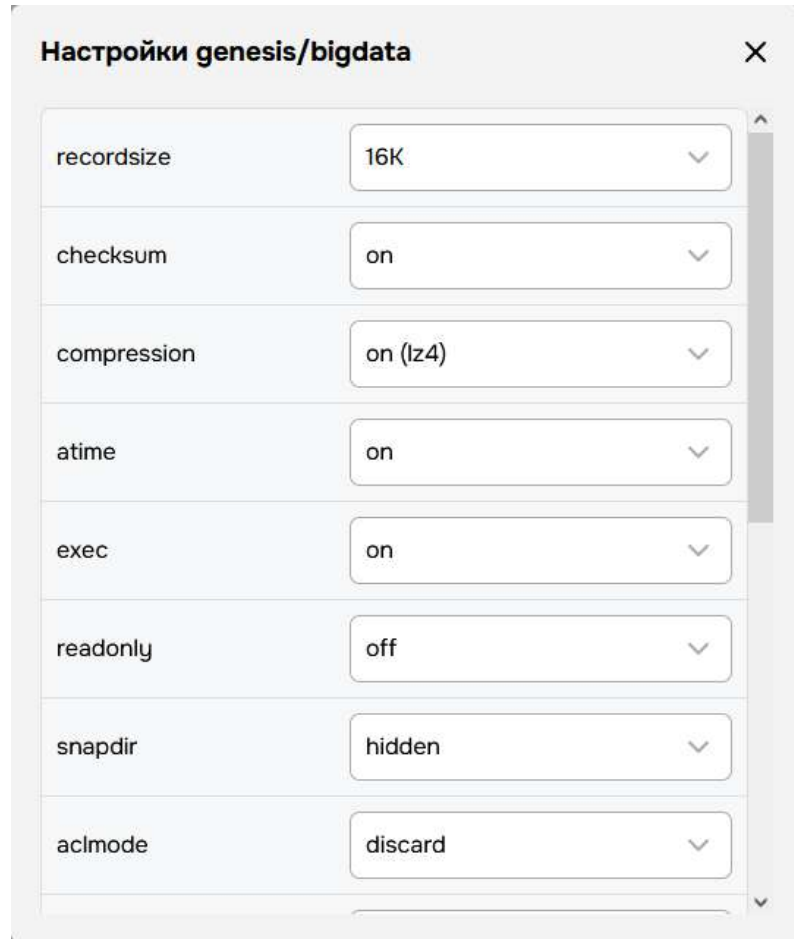 Настройки genesis/bigdata
recordsize 16K
checksum on
compression on (lz4)
atime on
exec on
readonly off
snapdir hidden
aclmode discard